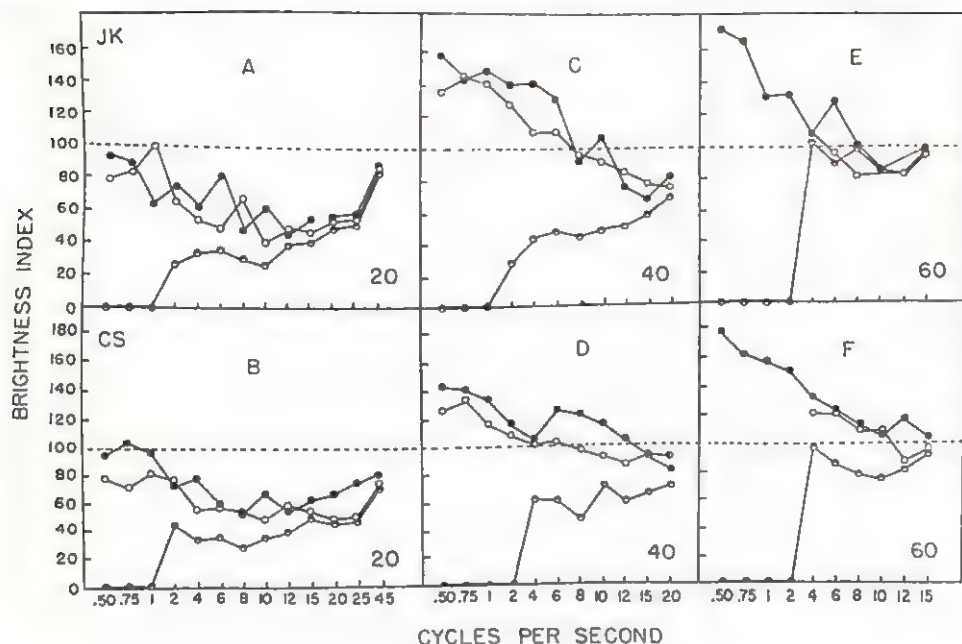 JK
A
C
E
160
140
120
100
80
60
40
20
0
20
40
60
CS
B
D
F
180
160
140
120
100
80
60
40
20
0
20
40
60
BRIGHTNESS INDEX
.50 .75 1 2 4 6 8 10 12 15 20 25 45
.50 .75 1 2 4 6 8 10 12 15 20
.50 .75 1 2 4 6 8 10 12 15
CYCLES PER SECOND